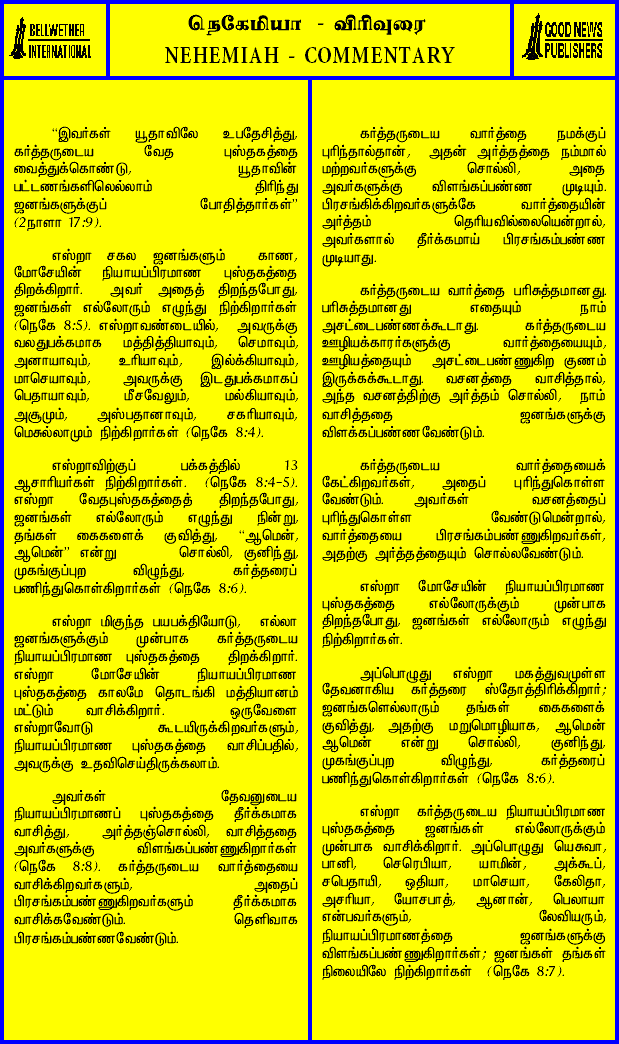 BELLWETHER
INTERNATIONAL
நெகேமியா - விரிவுரை
NEHEMIAH - COMMENTARY
GOOD NEWS
PUBLISHERS
“இவர்கள் யூதாவிலே உபதேசித்து,
கர்த்தருடைய வேத புஸ்தகத்தை
வைத்துக்கொண்டு, யூதாவின்
பட்டணங்களிலெல்லாம் திரிந்து
ஜனங்களுக்குப் போதித்தார்கள்”
(2நாளா 17:9).
எஸ்றா சகல ஜனங்களும் காண,
மோசேயின் நியாயப்பிரமாண புஸ்தகத்தை
திறக்கிறார். அவர் அதைத் திறந்தபோது,
ஜனங்கள் எல்லோரும் எழுந்து நிற்கிறார்கள்
(நெகே 8:5). எஸ்றாவண்டையில், அவருக்கு
வலதுபக்கமாக மத்தித்தியாவும், செமாவும்,
அனாயாவும், உரியாவும், இல்க்கியாவும்,
மாசெயாவும், அவருக்கு இடதுபக்கமாகப்
பெதாயாவும், மீசவேலும், மல்கியாவும்,
அசூமும், அஸ்பதானாவும், சகரியாவும்,
மெசுல்லாமும் நிற்கிறார்கள் (நெகே 8:4).
எஸ்றாவிற்குப் பக்கத்தில் 13
ஆசாரியர்கள் நிற்கிறார்கள். (நெகே 8:4-5).
எஸ்றா வேதபுஸ்தகத்தைத் திறந்தபோது,
ஜனங்கள் எல்லோரும் எழுந்து நின்று,
தங்கள் கைகளைக் குவித்து, “ஆமென்,
ஆமென்” என்று சொல்லி, குனிந்து,
முகங்குப்புற விழுந்து, கர்த்தரைப்
பணிந்துகொள்கிறார்கள் (நெகே 8:6).
எஸ்றா மிகுந்த பயபக்தியோடு, எல்லா
ஜனங்களுக்கும் முன்பாக கர்த்தருடைய
நியாயப்பிரமாண புஸ்தகத்தை திறக்கிறார்.
எஸ்றா மோசேயின் நியாயப்பிரமாண
புஸ்தகத்தை காலமே தொடங்கி மத்தியானம்
மட்டும் வாசிக்கிறார். ஒருவேளை
எஸ்றாவோடு கூடயிருக்கிறவர்களும்,
நியாயப்பிரமாண புஸ்தகத்தை வாசிப்பதில்,
அவருக்கு உதவிசெய்திருக்கலாம்.
அவர்கள் தேவனுடைய
நியாயப்பிரமாணப் புஸ்தகத்தை தீர்க்கமாக
வாசித்து, அர்த்தஞ்சொல்லி, வாசித்ததை
அவர்களுக்கு விளங்கப்பண்ணுகிறார்கள்
(நெகே 8:8). கர்த்தருடைய வார்த்தையை
வாசிக்கிறவர்களும், அதைப்
பிரசங்கம்பண்ணுகிறவர்களும் தீர்க்கமாக
வாசிக்கவேண்டும். தெளிவாக
பிரசங்கம்பண்ணவேண்டும்.
கர்த்தருடைய வார்த்தை நமக்குப்
புரிந்தால்தான், அதன் அர்த்தத்தை நம்மால்
மற்றவர்களுக்கு சொல்லி, அதை
அவர்களுக்கு விளங்கப்பண்ண முடியும்.
பிரசங்கிக்கிறவர்களுக்கே வார்த்தையின்
அர்த்தம் தெரியவில்லையென்றால்,
அவர்களால் தீர்க்கமாய் பிரசங்கம்பண்ண
முடியாது.
கர்த்தருடைய வார்த்தை பரிசுத்தமானது.
பரிசுத்தமானது எதையும் நாம்
அசட்டைபண்ணக்கூடாது. கர்த்தருடைய
ஊழியக்காரர்களுக்கு வார்த்தையையும்,
ஊழியத்தையும் அசட்டைபண்ணுகிற குணம்
இருக்கக்கூடாது. வசனத்தை வாசித்தால்,
அந்த வசனத்திற்கு அர்த்தம் சொல்லி, நாம்
வாசித்ததை ஜனங்களுக்கு
விளக்கப்பண்ணவேண்டும்.
கர்த்தருடைய வார்த்தையைக்
கேட்கிறவர்கள், அதைப் புரிந்துகொள்ள
வேண்டும். அவர்கள் வசனத்தைப்
புரிந்துகொள்ள வேண்டுமென்றால்,
வார்த்தையை பிரசங்கம்பண்ணுகிறவர்கள்,
அதற்கு அர்த்தத்தையும் சொல்லவேண்டும்.
எஸ்றா மோசேயின் நியாயப்பிரமாண
புஸ்தகத்தை எல்லோருக்கும் முன்பாக
திறந்தபோது, ஜனங்கள் எல்லோரும் எழுந்து
நிற்கிறார்கள்.
அப்பொழுது எஸ்றா மகத்துவமுள்ள
தேவனாகிய கர்த்தரை ஸ்தோத்திரிக்கிறார்;
ஜனங்களெல்லாரும் தங்கள் கைகளைக்
குவித்து, அதற்கு மறுமொழியாக, ஆமென்
ஆமென் என்று சொல்லி, குனிந்து,
முகங்குப்புற விழுந்து, கர்த்தரைப்
பணிந்துகொள்கிறார்கள் (நெகே 8:6).
எஸ்றா கர்த்தருடைய நியாயப்பிரமாண
புஸ்தகத்தை ஜனங்கள் எல்லோருக்கும்
முன்பாக வாசிக்கிறார். அப்பொழுது யெசுவா,
பானி, செரெபியா, யாமின், அக்கூப்,
சபெதாயி, ஒதியா, மாசெயா, கேலிதா,
அசரியா, யோசபாத், ஆனான், பெலாயா
என்பவர்களும், லேவியரும்,
நியாயப்பிரமாணத்தை ஜனங்களுக்கு
விளங்கப்பண்ணுகிறார்கள்; ஜனங்கள் தங்கள்
நிலையிலே நிற்கிறார்கள் (நெகே 8:7).